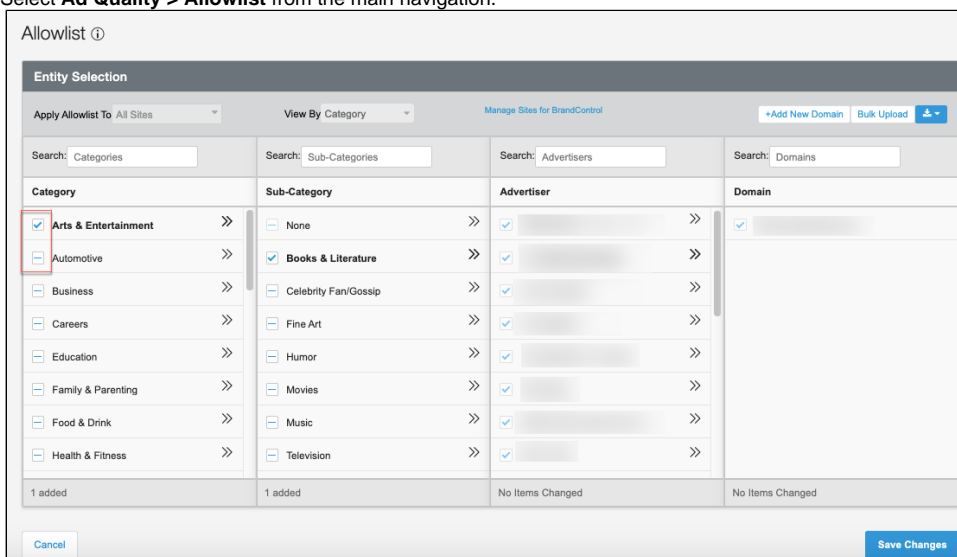 Select Ad Quality > Allowlist from the main navigation.
Allowlist
Entity Selection
Apply Allowlist To All Sites
View By Category
Manage Sites for BrandControl
+Add New Domain
Bulk Upload
Search: Categories
Search: Sub-Categories
Search: Advertisers
Search: Domains
Category
Sub-Category
Advertiser
Domain
Arts & Entertainment
None
Automotive
Books & Literature
Business
Celebrity Fan/Gossip
Careers
Fine Art
Education
Humor
Family & Parenting
Movies
Food & Drink
Music
Health & Fitness
Television
1 added
1 added
No Items Changed
No Items Changed
Cancel
Save Changes